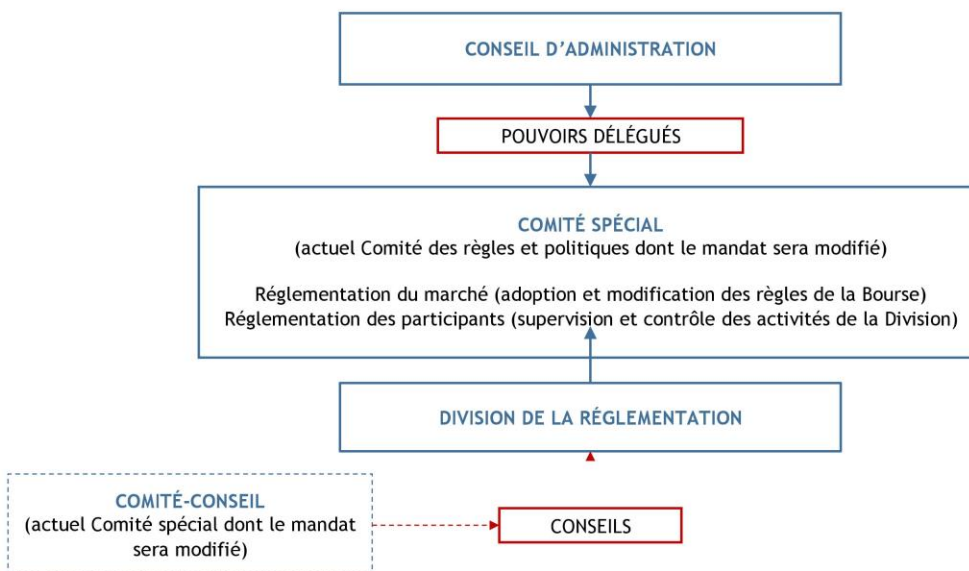 CONSEIL D'ADMINISTRATION
POUVOIRS DÉLÉGUÉS
COMITÉ SPÉCIAL
(actuel Comité des règles et politiques dont le mandat sera modifié)
Réglementation du marché (adoption et modification des règles de la Bourse)
Réglementation des participants (supervision et contrôle des activités de la Division)
DIVISION DE LA RÉGLEMENTATION
COMITÉ-CONSEIL
(actuel Comité spécial dont le mandat
sera modifié)
CONSEILS